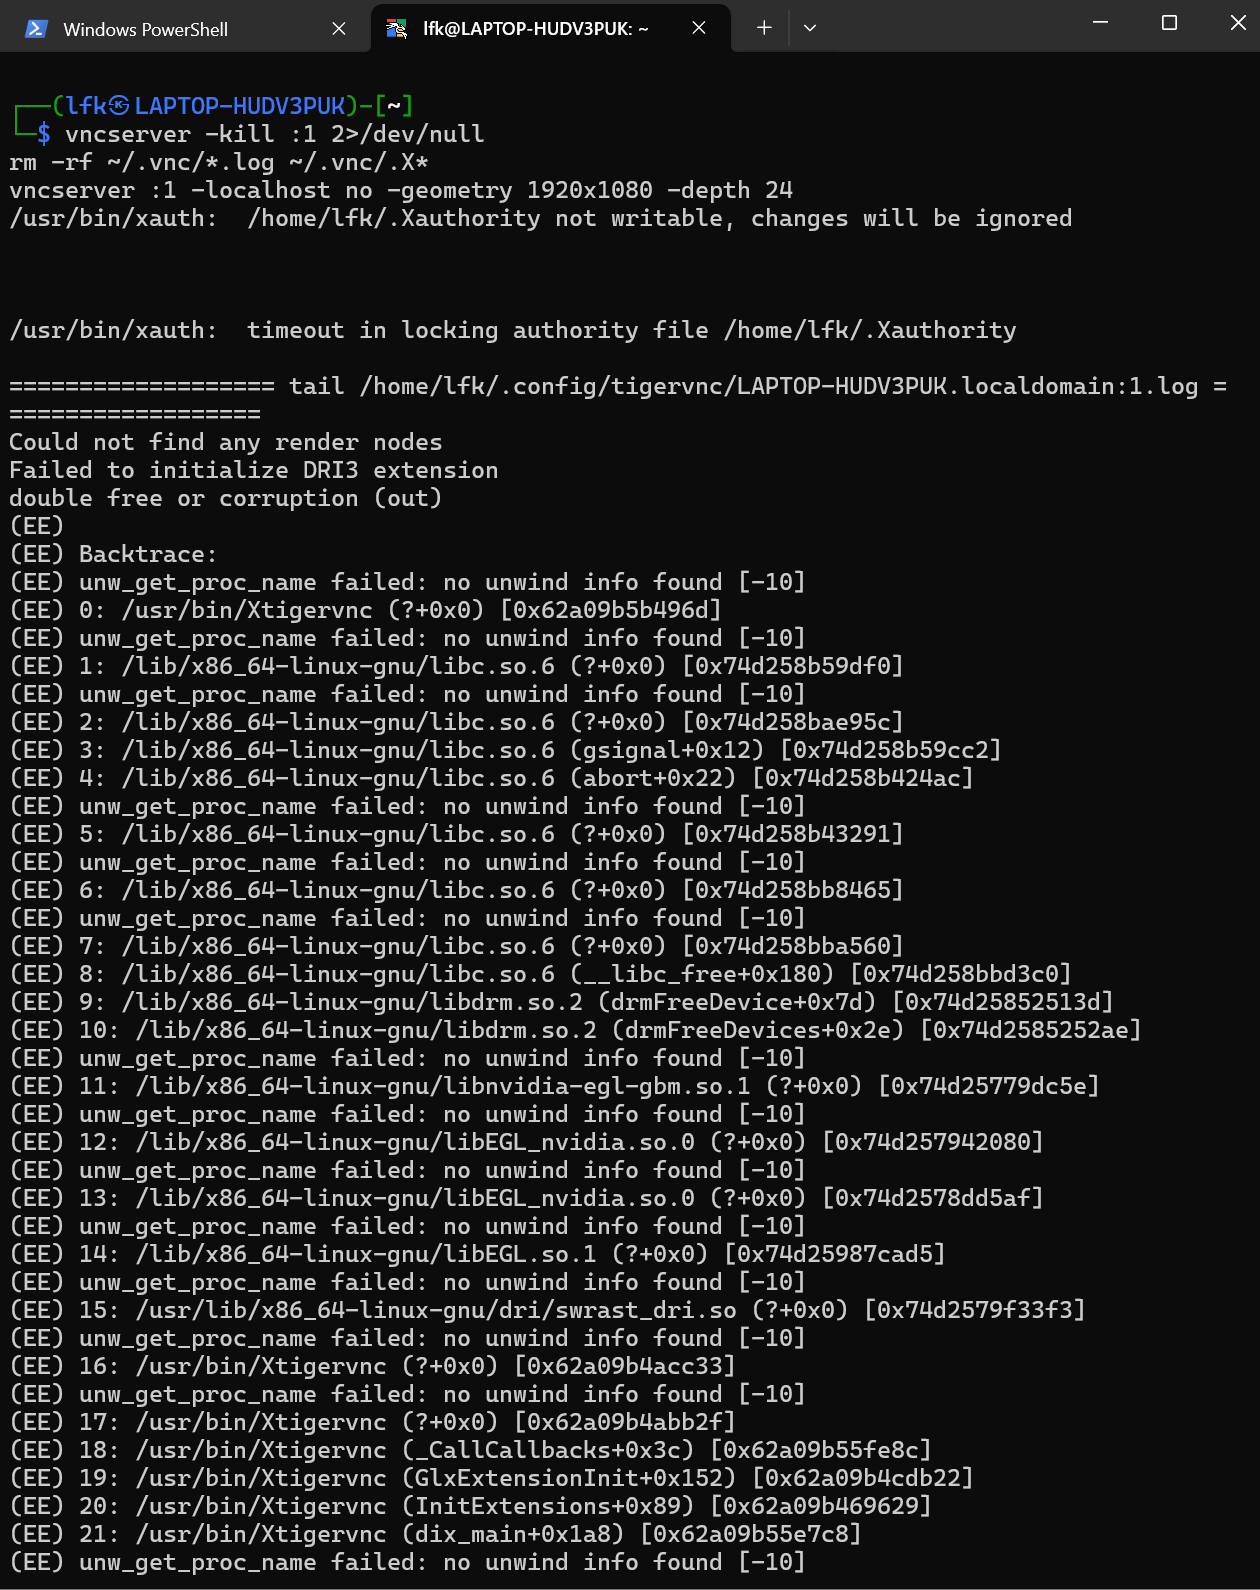 Windows PowerShell
lfk@LAPTOP-HUDV3PUK: ~
┌──(lfk㉿LAPTOP-HUDV3PUK)-[~]
└─$ vncserver -kill :1 2>/dev/null
rm -rf ~/.vnc/*.log ~/.vnc/.X*
vncserver :1 -localhost no -geometry 1920x1080 -depth 24
/usr/bin/xauth:  /home/lfk/.Xauthority not writable, changes will be ignored
/usr/bin/xauth:  timeout in locking authority file /home/lfk/.Xauthority
=================== tail /home/lfk/.config/tigervnc/LAPTOP-HUDV3PUK.localdomain:1.log =
==================
Could not find any render nodes
Failed to initialize DRI3 extension
double free or corruption (out)
(EE)
(EE) Backtrace:
(EE) unw_get_proc_name failed: no unwind info found [-10]
(EE) 0: /usr/bin/Xtigervnc (?+0x0) [0x62a09b5b496d]
(EE) unw_get_proc_name failed: no unwind info found [-10]
(EE) 1: /lib/x86_64-linux-gnu/libc.so.6 (?+0x0) [0x74d258b59df0]
(EE) unw_get_proc_name failed: no unwind info found [-10]
(EE) 2: /lib/x86_64-linux-gnu/libc.so.6 (?+0x0) [0x74d258bae95c]
(EE) 3: /lib/x86_64-linux-gnu/libc.so.6 (gsignal+0x12) [0x74d258b59cc2]
(EE) 4: /lib/x86_64-linux-gnu/libc.so.6 (abort+0x22) [0x74d258b424ac]
(EE) unw_get_proc_name failed: no unwind info found [-10]
(EE) 5: /lib/x86_64-linux-gnu/libc.so.6 (?+0x0) [0x74d258b43291]
(EE) unw_get_proc_name failed: no unwind info found [-10]
(EE) 6: /lib/x86_64-linux-gnu/libc.so.6 (?+0x0) [0x74d258bb8465]
(EE) unw_get_proc_name failed: no unwind info found [-10]
(EE) 7: /lib/x86_64-linux-gnu/libc.so.6 (?+0x0) [0x74d258bba560]
(EE) 8: /lib/x86_64-linux-gnu/libc.so.6 (__libc_free+0x180) [0x74d258bbd3c0]
(EE) 9: /lib/x86_64-linux-gnu/libdrm.so.2 (drmFreeDevice+0x7d) [0x74d25852513d]
(EE) 10: /lib/x86_64-linux-gnu/libdrm.so.2 (drmFreeDevices+0x2e) [0x74d2585252ae]
(EE) unw_get_proc_name failed: no unwind info found [-10]
(EE) 11: /lib/x86_64-linux-gnu/libnvidia-egl-gbm.so.1 (?+0x0) [0x74d25779dc5e]
(EE) unw_get_proc_name failed: no unwind info found [-10]
(EE) 12: /lib/x86_64-linux-gnu/libEGL_nvidia.so.0 (?+0x0) [0x74d257942080]
(EE) unw_get_proc_name failed: no unwind info found [-10]
(EE) 13: /lib/x86_64-linux-gnu/libEGL_nvidia.so.0 (?+0x0) [0x74d2578dd5af]
(EE) unw_get_proc_name failed: no unwind info found [-10]
(EE) 14: /lib/x86_64-linux-gnu/libEGL.so.1 (?+0x0) [0x74d25987cad5]
(EE) unw_get_proc_name failed: no unwind info found [-10]
(EE) 15: /usr/lib/x86_64-linux-gnu/dri/swrast_dri.so (?+0x0) [0x74d2579f33f3]
(EE) unw_get_proc_name failed: no unwind info found [-10]
(EE) 16: /usr/bin/Xtigervnc (?+0x0) [0x62a09b4acc33]
(EE) unw_get_proc_name failed: no unwind info found [-10]
(EE) 17: /usr/bin/Xtigervnc (?+0x0) [0x62a09b4abb2f]
(EE) 18: /usr/bin/Xtigervnc (_CallCallbacks+0x3c) [0x62a09b55fe8c]
(EE) 19: /usr/bin/Xtigervnc (GlxExtensionInit+0x152) [0x62a09b4cdb22]
(EE) 20: /usr/bin/Xtigervnc (InitExtensions+0x89) [0x62a09b469629]
(EE) 21: /usr/bin/Xtigervnc (dix_main+0x1a8) [0x62a09b55e7c8]
(EE) unw_get_proc_name failed: no unwind info found [-10]